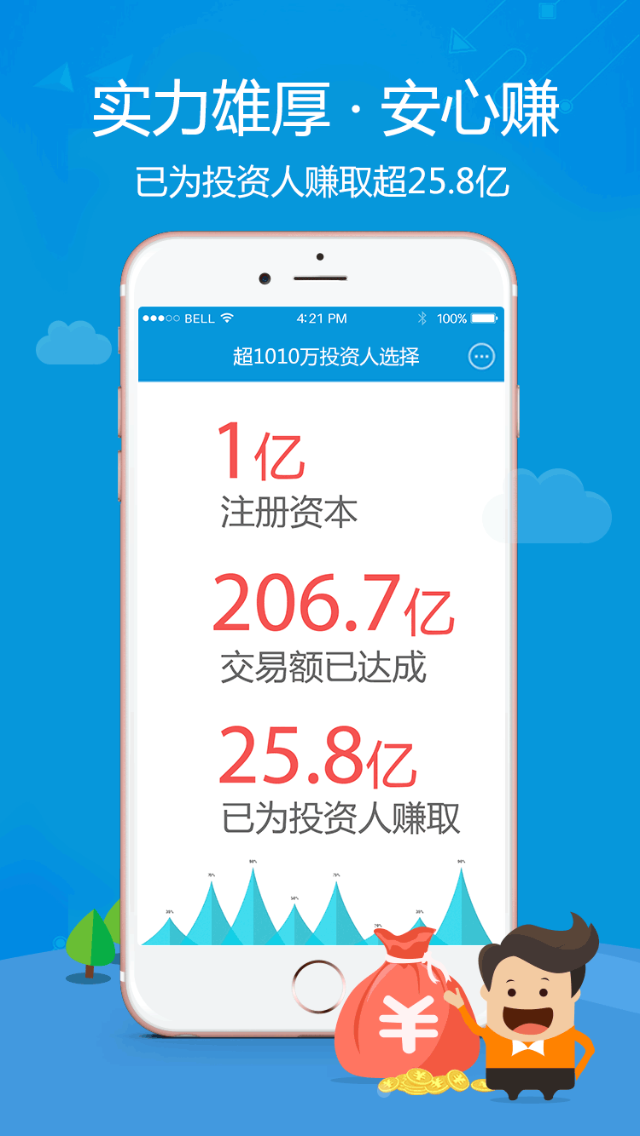 实力雄厚·安心赚
已为投资人赚取超25.8亿
BELL 4:21 PM 100%
超1010万投资人选择
1亿
注册资本
206.7亿
交易额已达成
25.8亿
已为投资人赚取
¥